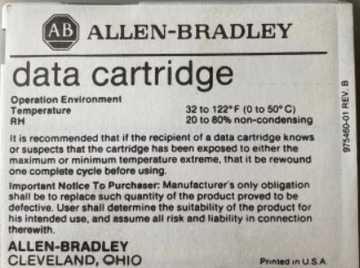 AB ALLEN-BRADLEY
data cartridge
Operation Environment
Temperature 32 to 122°F (0 to 50°C)
RH 20 to 80% non-condensing
It is recommended that if the recipient of a data cartridge knows
or suspects that the cartridge has been exposed to either the
maximum or minimum temperature extreme, that it be rewound
one complete cycle before using.
Important Notice To Purchaser: Manufacturer's only obligation
shall be to replace such quantity of the product proved to be
defective. User shall determine the suitability of the product for
his intended use, and assume all risk and liability in connection
therewith.
ALLEN-BRADLEY
CLEVELAND, OHIO
Printed in U.S.A
975460-01 REV. B